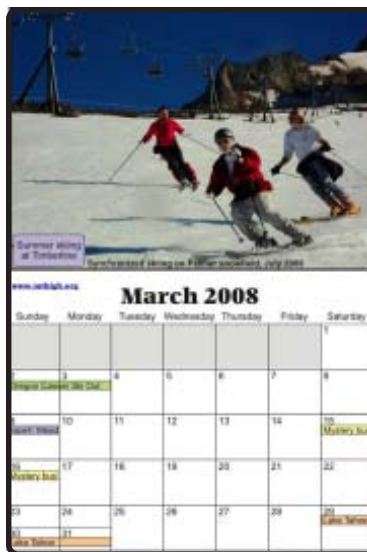 Summer skiing
at Timberline
Synchronized skiing on Palmer snowfield, July 2005
March 2008
Sunday Monday Tuesday Wednesday Thursday Friday Saturday
1
2 3 4 5 6 7 8
9 10 11 12 13 14 15
Mystery bus
16 17 18 19 20 21 22
Mystery bus
23 24 25 26 27 28 29
Lake Tahoe
30 31
Lake Tahoe